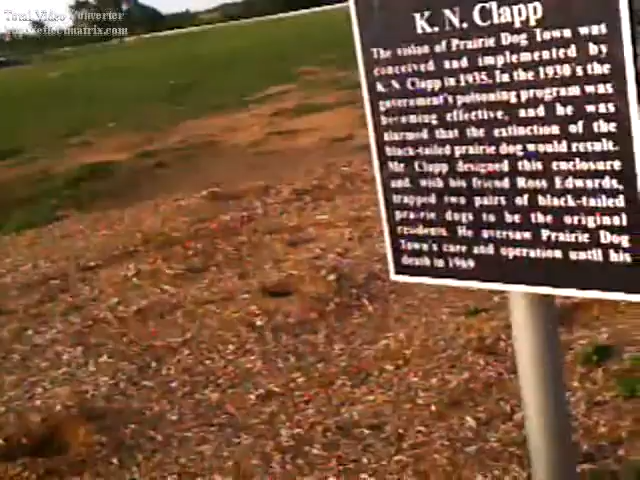 Total Video Converter
effectmatrix.com
K. N. Clapp
The vision of Prairie Dog Town was
conceived and implemented by
K. N. Clapp in 1935. In the 1930's the
government's poisoning program was
becoming effective, and he was
alarmed that the extinction of the
black-tailed prairie dog would result.
Mr. Clapp designed this enclosure
and, with his friend Ross Edwards,
trapped two pairs of black-tailed
prairie dogs to be the original
residents. He oversaw Prairie Dog
Town's care and operation until his
death in 1969